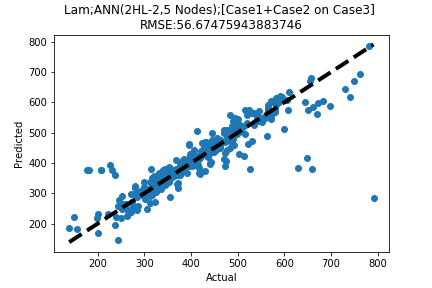 Lam;ANN(2HL-2,5 Nodes);[Case1+Case2 on Case3]
RMSE:56.67475943883746
800
700
600
500
400
300
200
Predicted
200 300 400 500 600 700 800
Actual